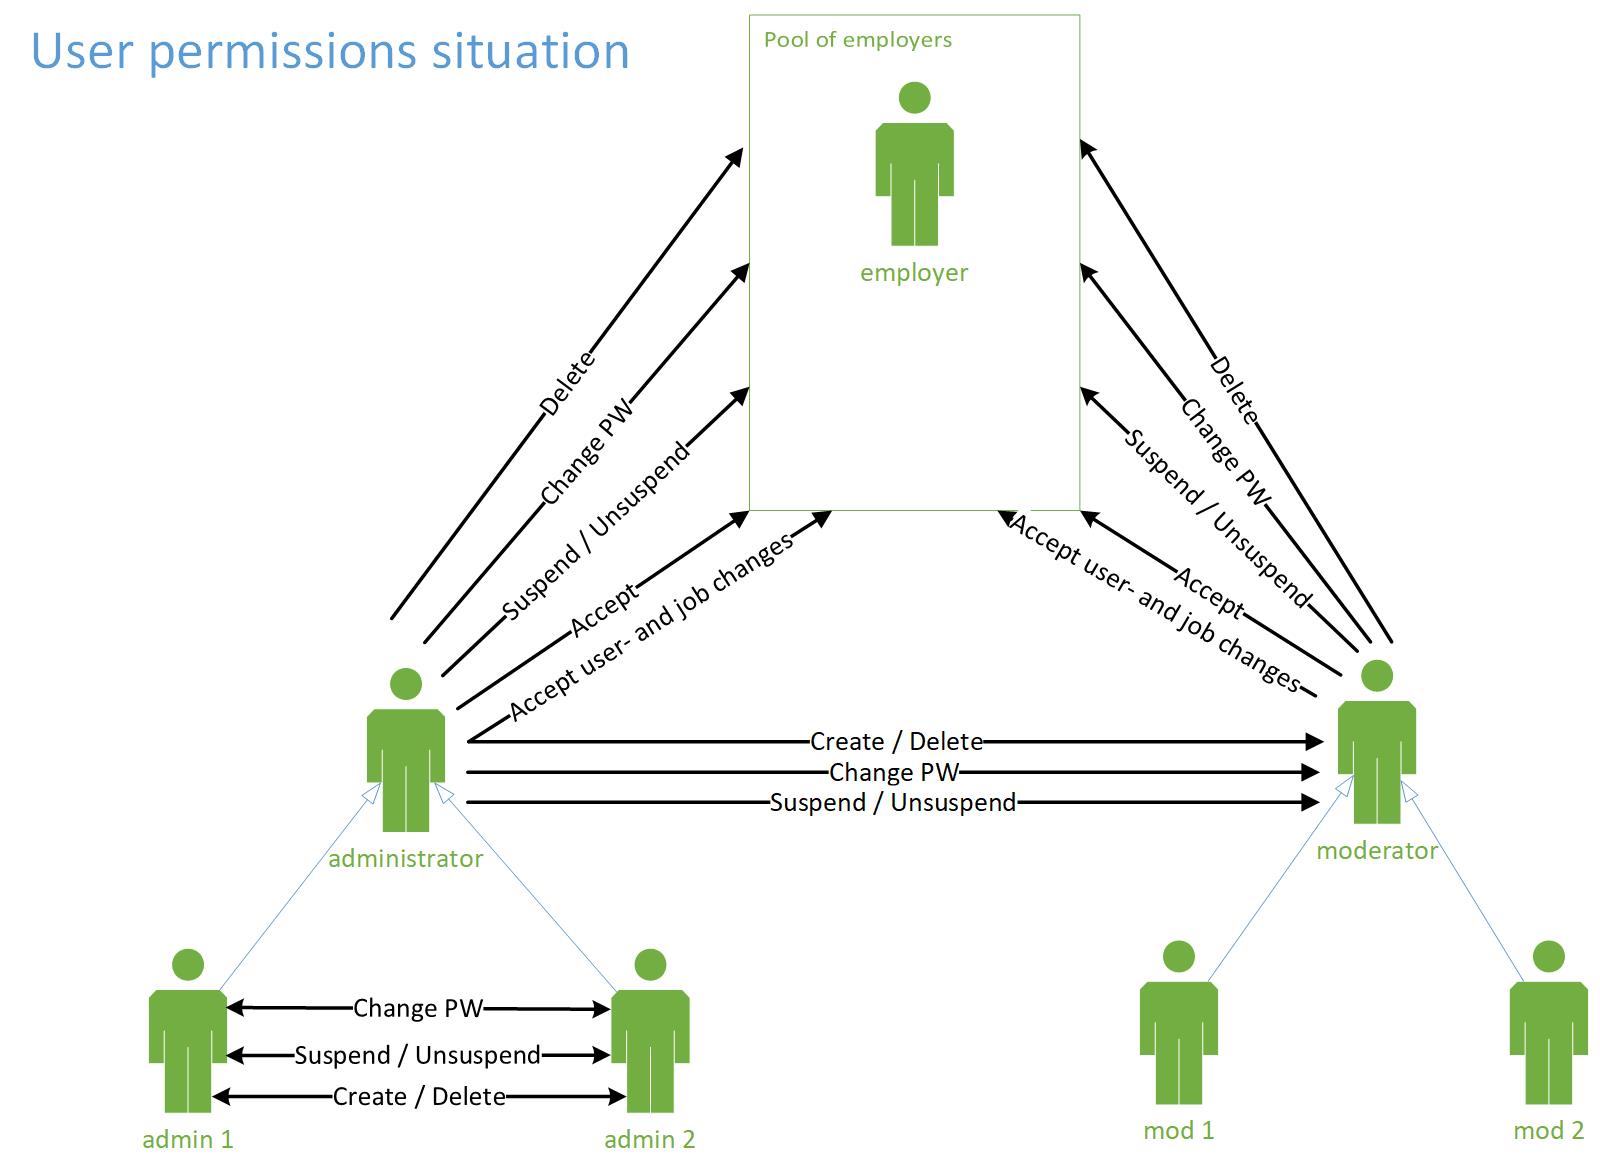 User permissions situation
Pool of employers
employer
Delete
Change PW
Suspend / Unsuspend
Accept
Accept user- and job changes
Delete
Change PW
Suspend / Unsuspend
Accept
Accept user- and job changes
Create / Delete
Change PW
Suspend / Unsuspend
administrator
moderator
Change PW
Suspend / Unsuspend
Create / Delete
admin 1
admin 2
mod 1
mod 2